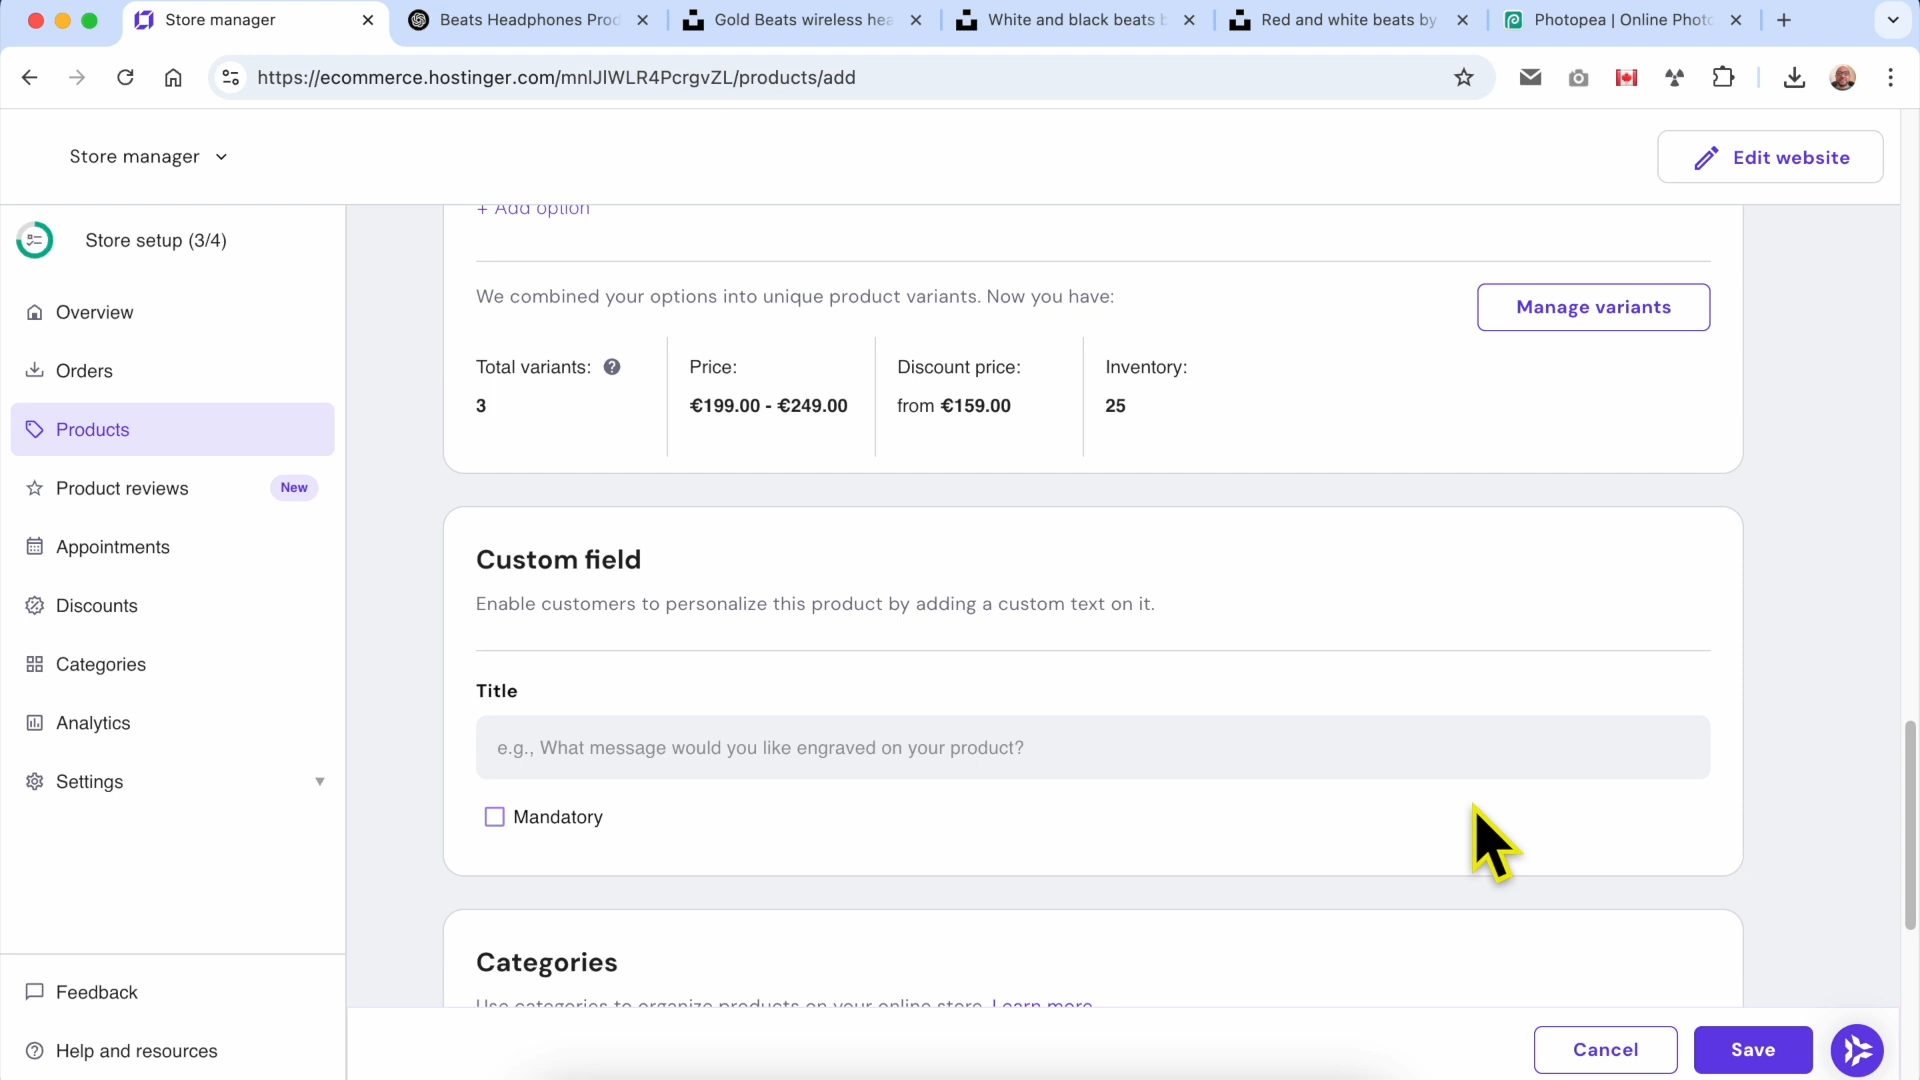 Store manager
Beats Headphones Prod
Gold Beats wireless hea
White and black beats b
Red and white beats by
Photopea | Online Photo
https://ecommerce.hostinger.com/mnlJlWLR4PcrgvZL/products/add
Store manager
Edit website
Store setup (3/4)
Overview
Orders
Products
Product reviews
New
Appointments
Discounts
Categories
Analytics
Settings
Feedback
Help and resources
+ Add option
We combined your options into unique product variants. Now you have:
Manage variants
Total variants:
3
Price:
€199.00 - €249.00
Discount price:
from €159.00
Inventory:
25
Custom field
Enable customers to personalize this product by adding a custom text on it.
Title
e.g., What message would you like engraved on your product?
Mandatory
Categories
Use categories to organize products on your online store. Learn more
Cancel
Save